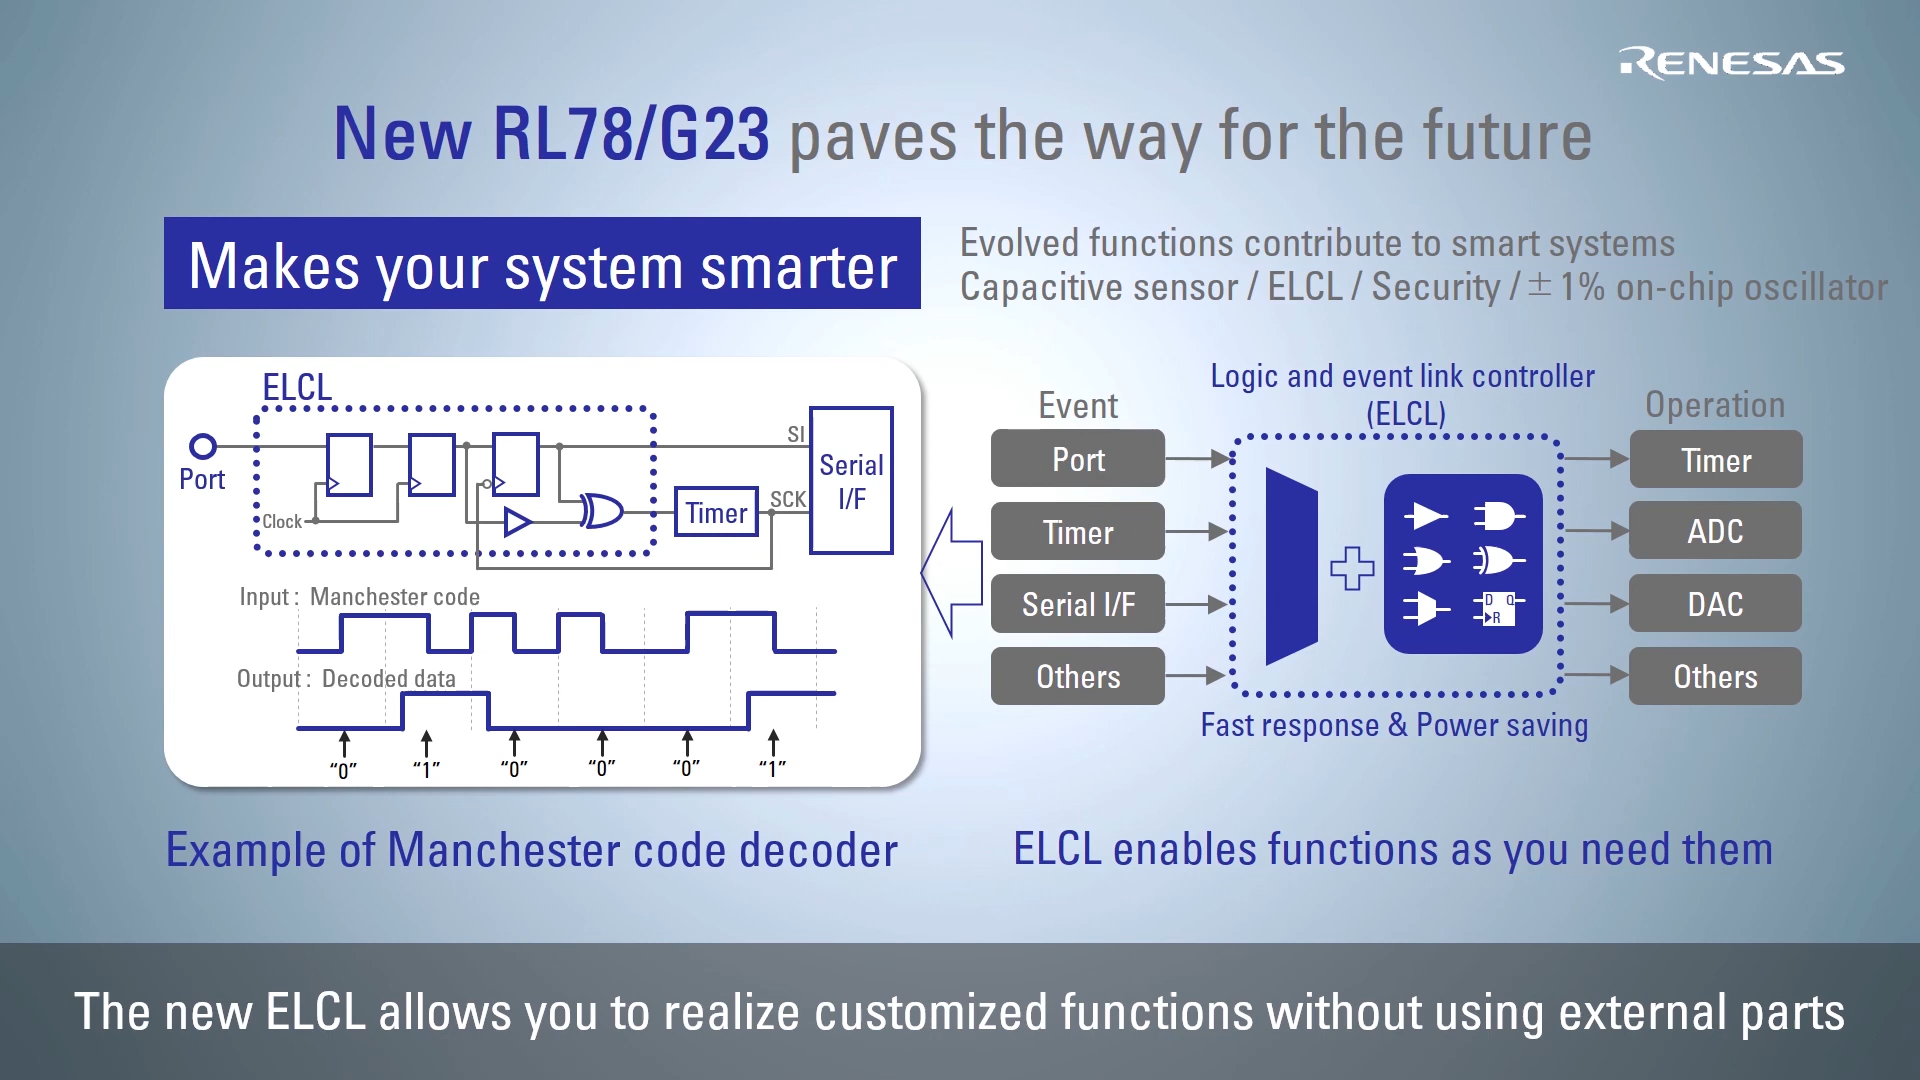 RENESAS
New RL78/G23 paves the way for the future
Makes your system smarter
Evolved functions contribute to smart systems
Capacitive sensor / ELCL / Security / ±1% on-chip oscillator
ELCL
Port
Clock
SI
SCK
Timer
Serial
I/F
Input : Manchester code
Output : Decoded data
“0” “1” “0” “0” “0” “1”
Example of Manchester code decoder
Event
Port
Timer
Serial I/F
Others
Logic and event link controller
(ELCL)
D Q
R
Fast response & Power saving
Operation
Timer
ADC
DAC
Others
ELCL enables functions as you need them
The new ELCL allows you to realize customized functions without using external parts